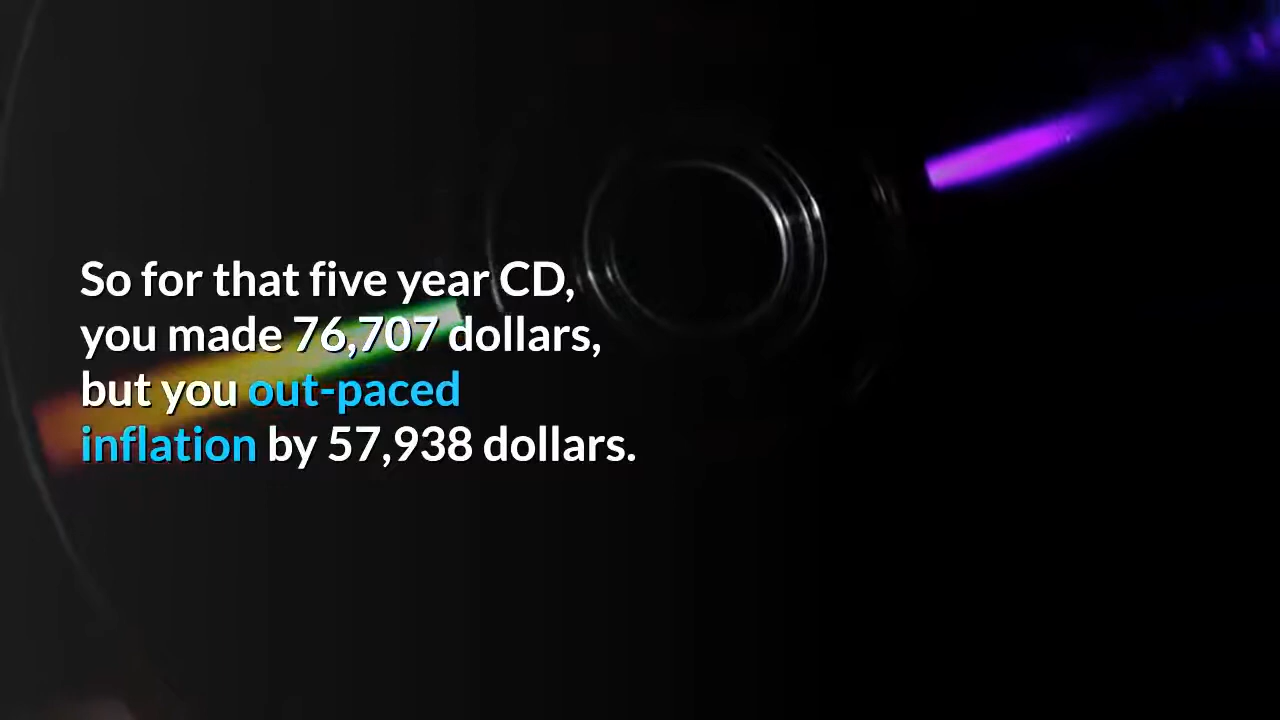 So for that five year CD,
you made 76,707 dollars,
but you out-paced
inflation by 57,938 dollars.